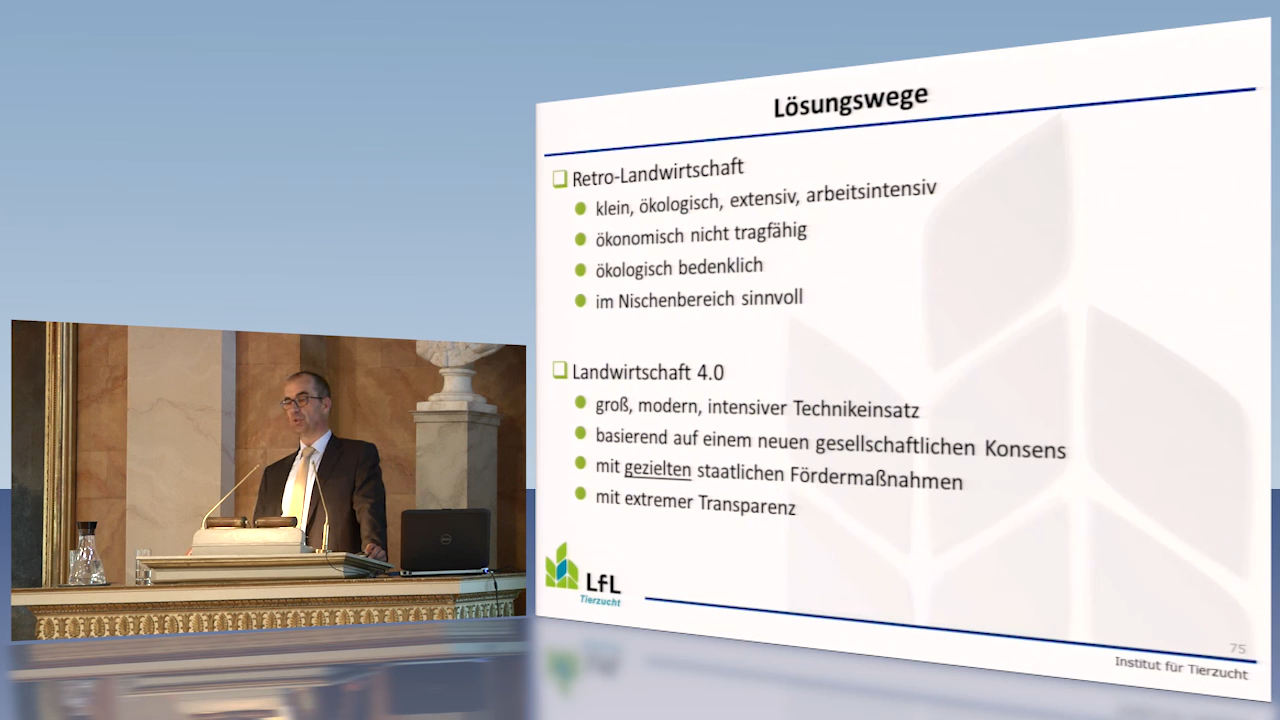 Lösungswege
Retro-Landwirtschaft
klein, ökologisch, extensiv, arbeitsintensiv
ökonomisch nicht tragfähig
ökologisch bedenklich
im Nischenbereich sinnvoll
Landwirtschaft 4.0
groß, modern, intensiver Technikeinsatz
basierend auf einem neuen gesellschaftlichen Konsens
mit gezielten staatlichen Fördermaßnahmen
mit extremer Transparenz
LfL
Tierzucht
75
Institut für Tierzucht